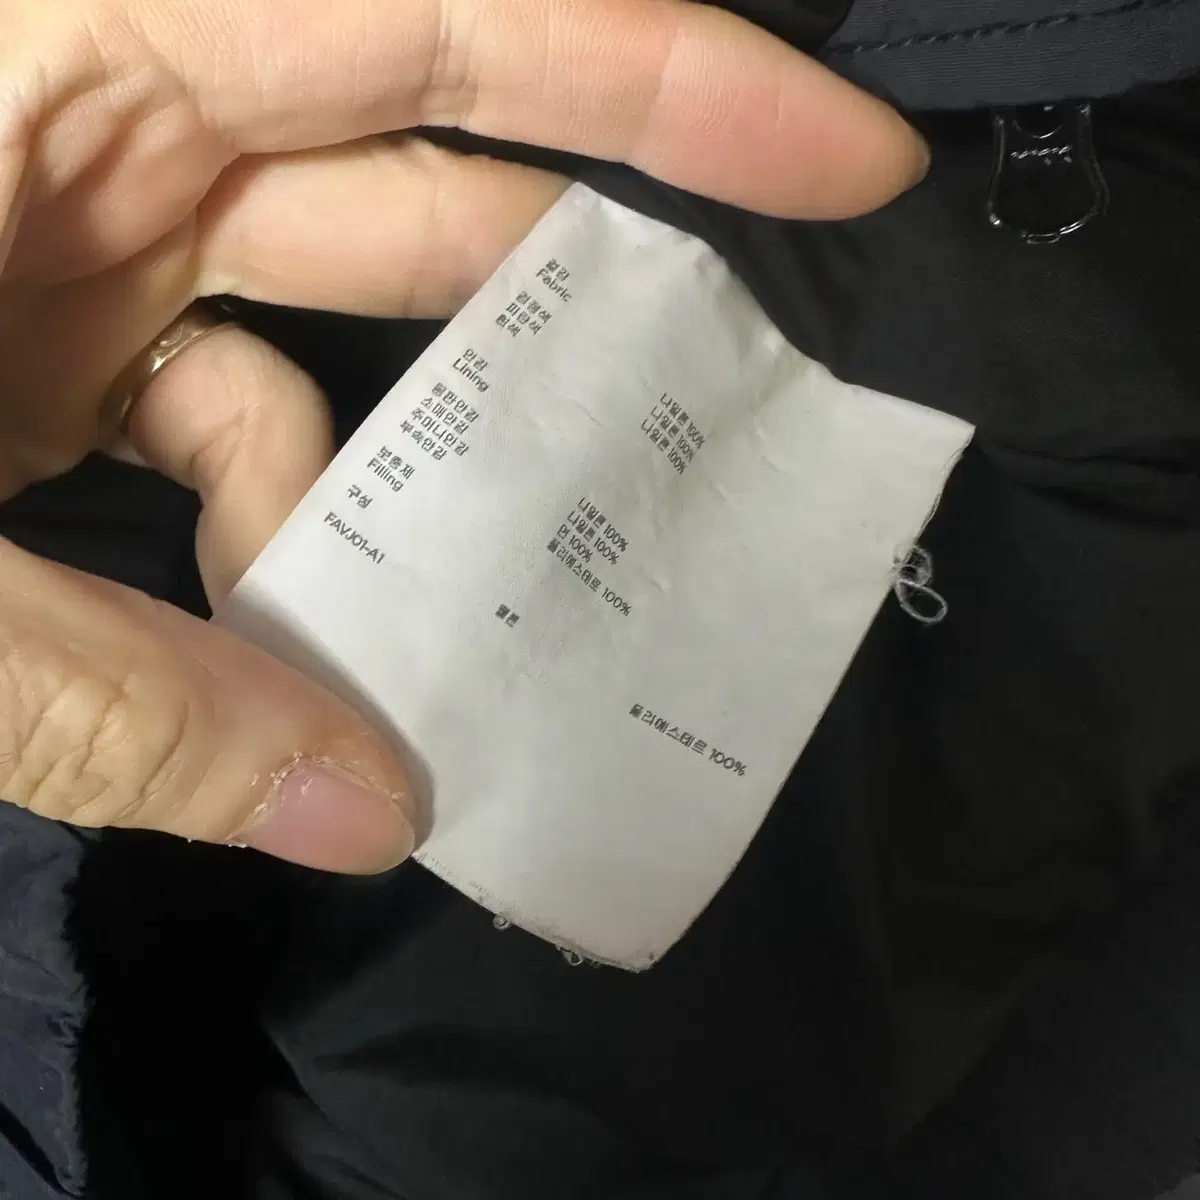 겉감
Fabric
검정색 나일론 100%
파란색 나일론 100%
흰색 나일론 100%
안감
Lining
몸판안감 나일론 100%
소매안감 나일론 100%
주머니안감 면 100%
부속안감 폴리에스테르 100%
보충재
Filling
폴리에스테르 100%
구성
FAVJ01-A1